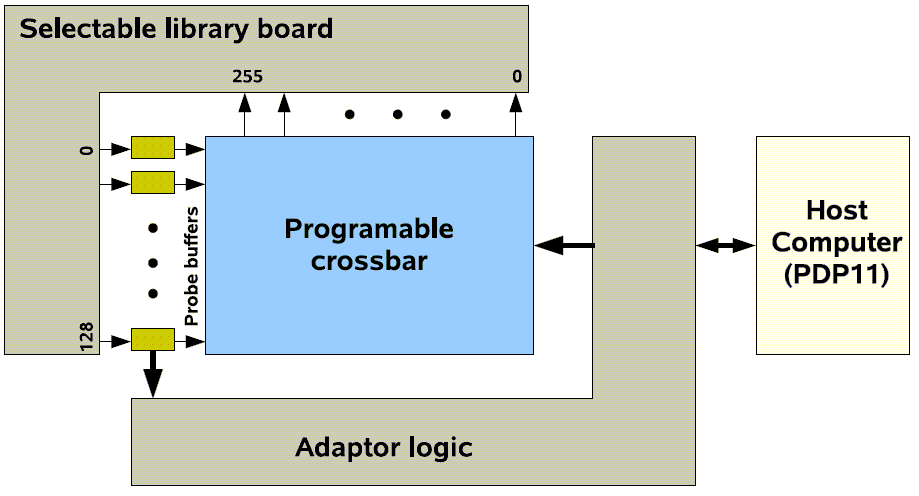 Selectable library board
255
0
0
Probe buffers
128
Programable
crossbar
Host
Computer
(PDP11)
Adaptor logic